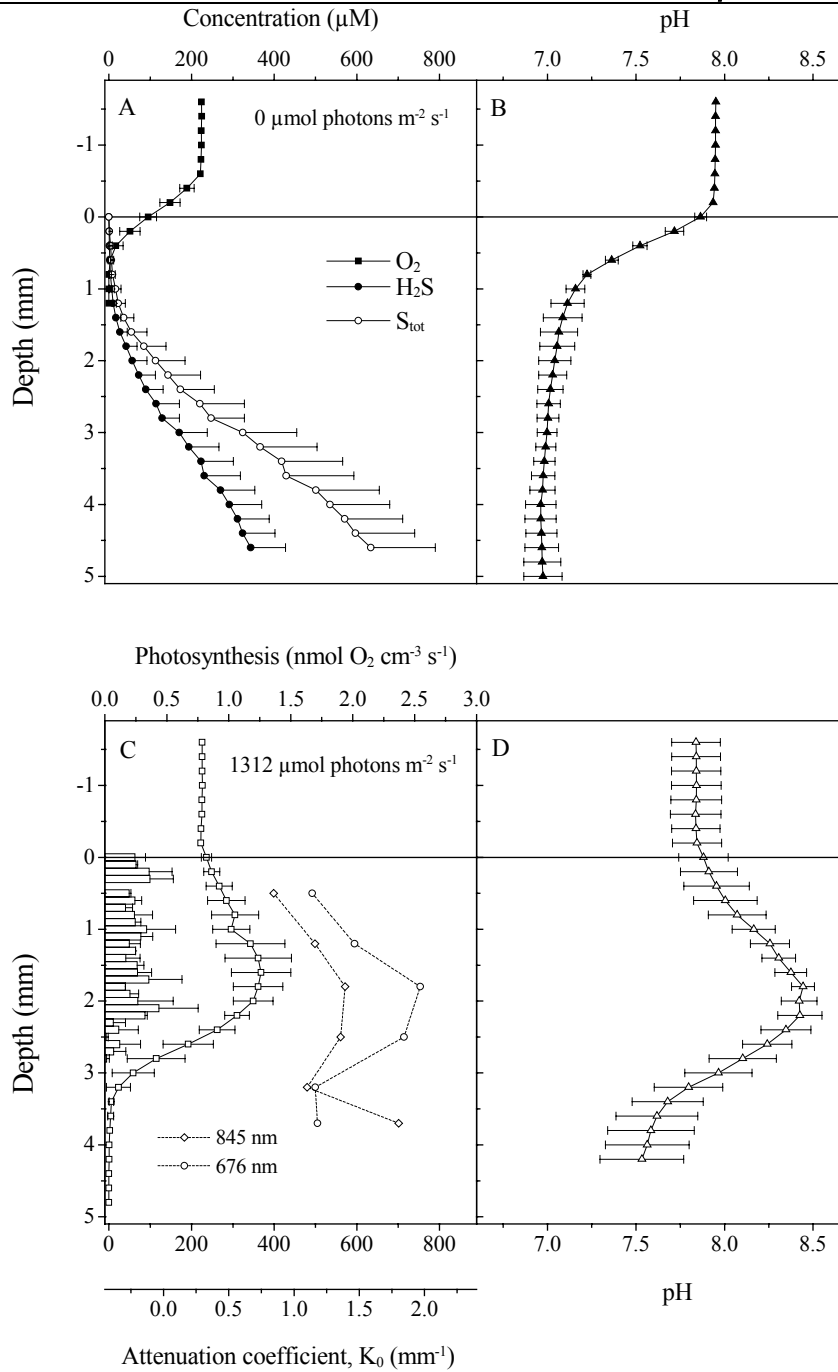 Concentration (µM)
pH
0 200 400 600 800
7.0 7.5 8.0 8.5
A
0 µmol photons m-2 s-1
B
-1
0
1
2
3
4
5
Depth (mm)
O2
H2S
Stot
Photosynthesis (nmol O2 cm-3 s-1)
0.0 0.5 1.0 1.5 2.0 2.5 3.0
C
1312 µmol photons m-2 s-1
D
-1
0
1
2
3
4
5
Depth (mm)
845 nm
676 nm
0 200 400 600 800
7.0 7.5 8.0 8.5
pH
0.0 0.5 1.0 1.5 2.0
Attenuation coefficient, K0 (mm-1)